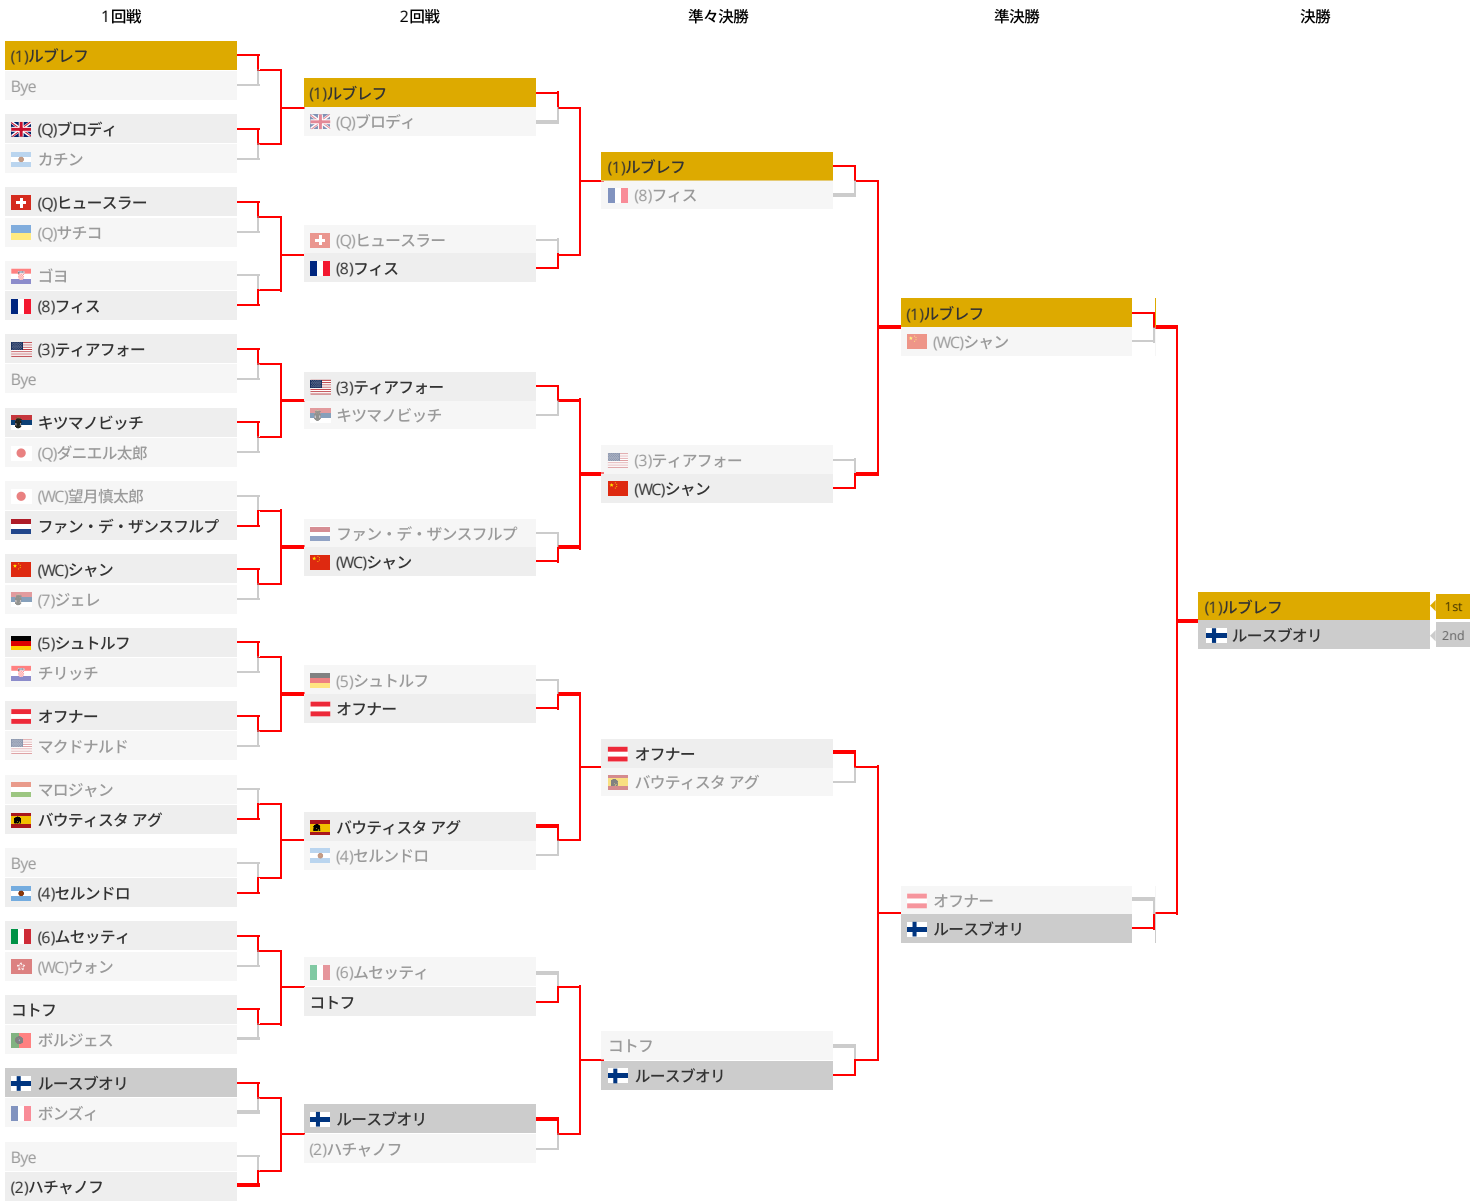 1回戦
2回戦
準々決勝
準決勝
決勝
(1)ルブレフ
Bye
(Q)ブロディ
カチン
(Q)ヒュースラー
(Q)サチコ
ゴヨ
(8)フィス
(3)ティアフォー
Bye
キツマノビッチ
(Q)ダニエル太郎
(WC)望月慎太郎
ファン・デ・ザンスフルプ
(WC)シャン
(7)ジェレ
(5)シュトルフ
チリッチ
オフナー
マクドナルド
マロジャン
バウティスタ アグ
Bye
(4)セルンドロ
(6)ムセッティ
(WC)ウォン
コトフ
ボルジェス
ルースブオリ
ボンズィ
Bye
(2)ハチャノフ
(1)ルブレフ
(Q)ブロディ
(Q)ヒュースラー
(8)フィス
(3)ティアフォー
キツマノビッチ
ファン・デ・ザンスフルプ
(WC)シャン
(5)シュトルフ
オフナー
バウティスタ アグ
(4)セルンドロ
(6)ムセッティ
コトフ
ルースブオリ
(2)ハチャノフ
(1)ルブレフ
(8)フィス
(3)ティアフォー
(WC)シャン
オフナー
バウティスタ アグ
コトフ
ルースブオリ
(1)ルブレフ
(WC)シャン
オフナー
ルースブオリ
(1)ルブレフ
1st
ルースブオリ
2nd